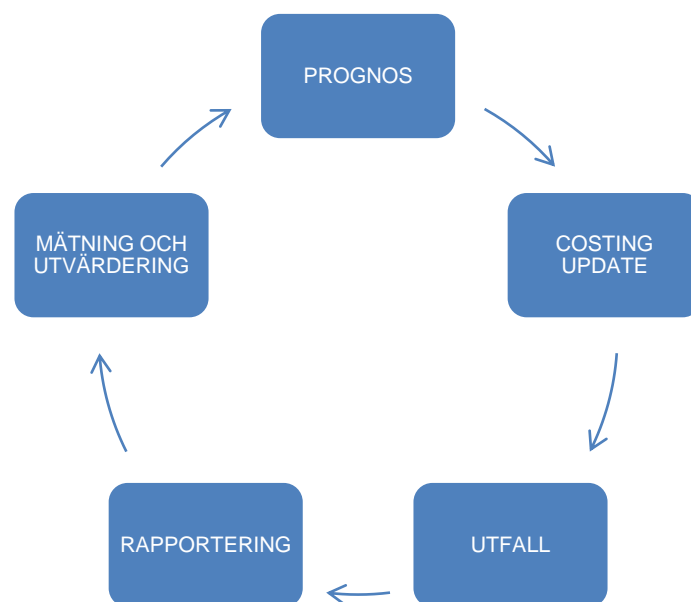 PROGNOS
COSTING
UPDATE
UTFALL
RAPPORTERING
MÄTNING OCH
UTVÄRDERING